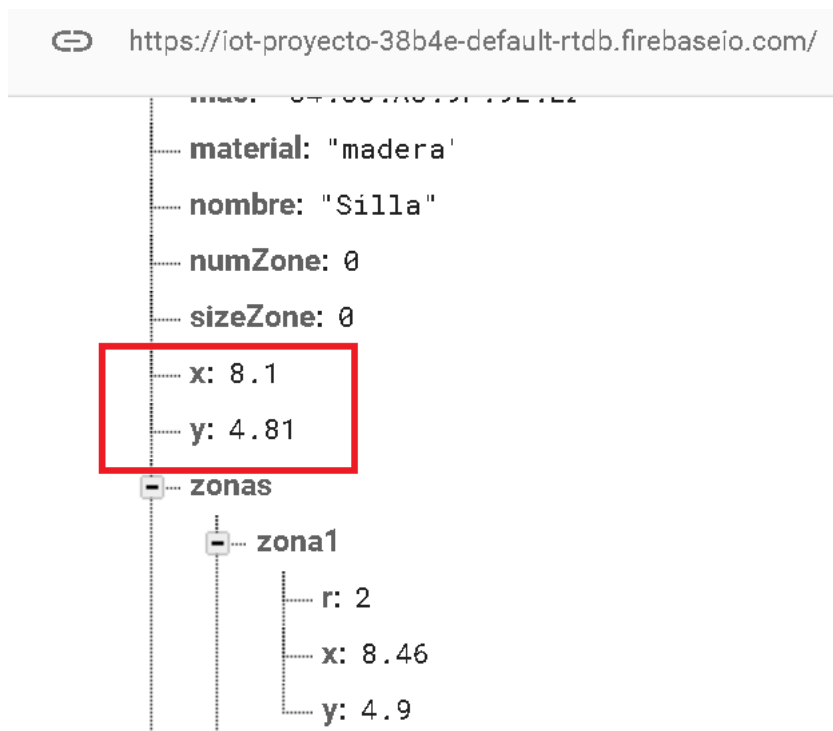 https://iot-proyecto-38b4e-default-rtdb.firebaseio.com/
material: "madera'
nombre: "Silla"
numZone: 0
sizeZone: 0
x: 8.1
y: 4.81
zonas
zona1
r: 2
x: 8.46
y: 4.9